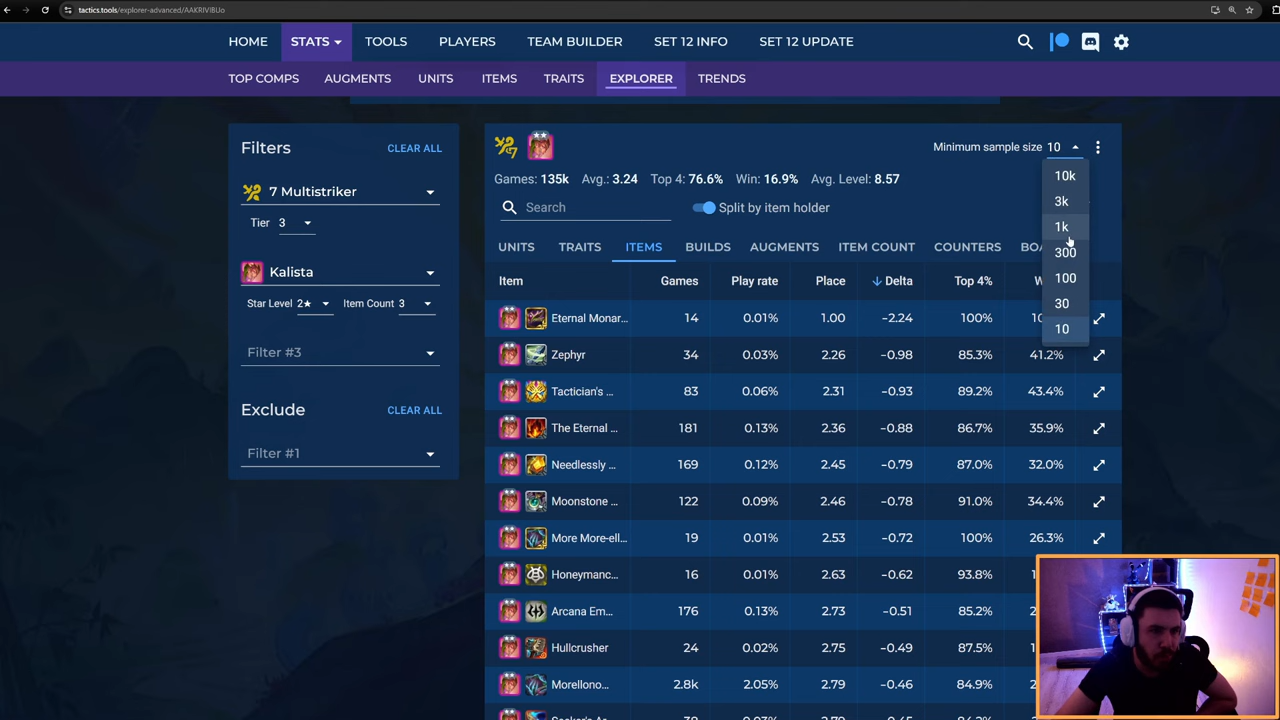 tactics.tools/explorer-advanced/AAKRIVIBUo
HOME STATS TOOLS PLAYERS TEAM BUILDER SET 12 INFO SET 12 UPDATE
TOP COMPS AUGMENTS UNITS ITEMS TRAITS EXPLORER TRENDS
Filters CLEAR ALL
7 Multistriker
Tier 3
Kalista
Star Level 2★ Item Count 3
Filter #3
Exclude CLEAR ALL
Filter #1
Minimum sample size 10
Games: 135k Avg.: 3.24 Top 4: 76.6% Win: 16.9% Avg. Level: 8.57
Search Split by item holder
10k
3k
1k
300
100
30
10
UNITS TRAITS ITEMS BUILDS AUGMENTS ITEM COUNT COUNTERS
Item Games Play rate Place Delta Top 4%
Eternal Monar... 14 0.01% 1.00 -2.24 100%
Zephyr 34 0.03% 2.26 -0.98 85.3% 41.2%
Tactician's ... 83 0.06% 2.31 -0.93 89.2% 43.4%
The Eternal ... 181 0.13% 2.36 -0.88 86.7% 35.9%
Needlessly ... 169 0.12% 2.45 -0.79 87.0% 32.0%
Moonstone ... 122 0.09% 2.46 -0.78 91.0% 34.4%
More More-ell... 19 0.01% 2.53 -0.72 100% 26.3%
Honeymanc... 16 0.01% 2.63 -0.62 93.8%
Arcana Em... 176 0.13% 2.73 -0.51 85.2%
Hullcrusher 24 0.02% 2.75 -0.49 87.5%
Morellono... 2.8k 2.05% 2.79 -0.46 84.9%